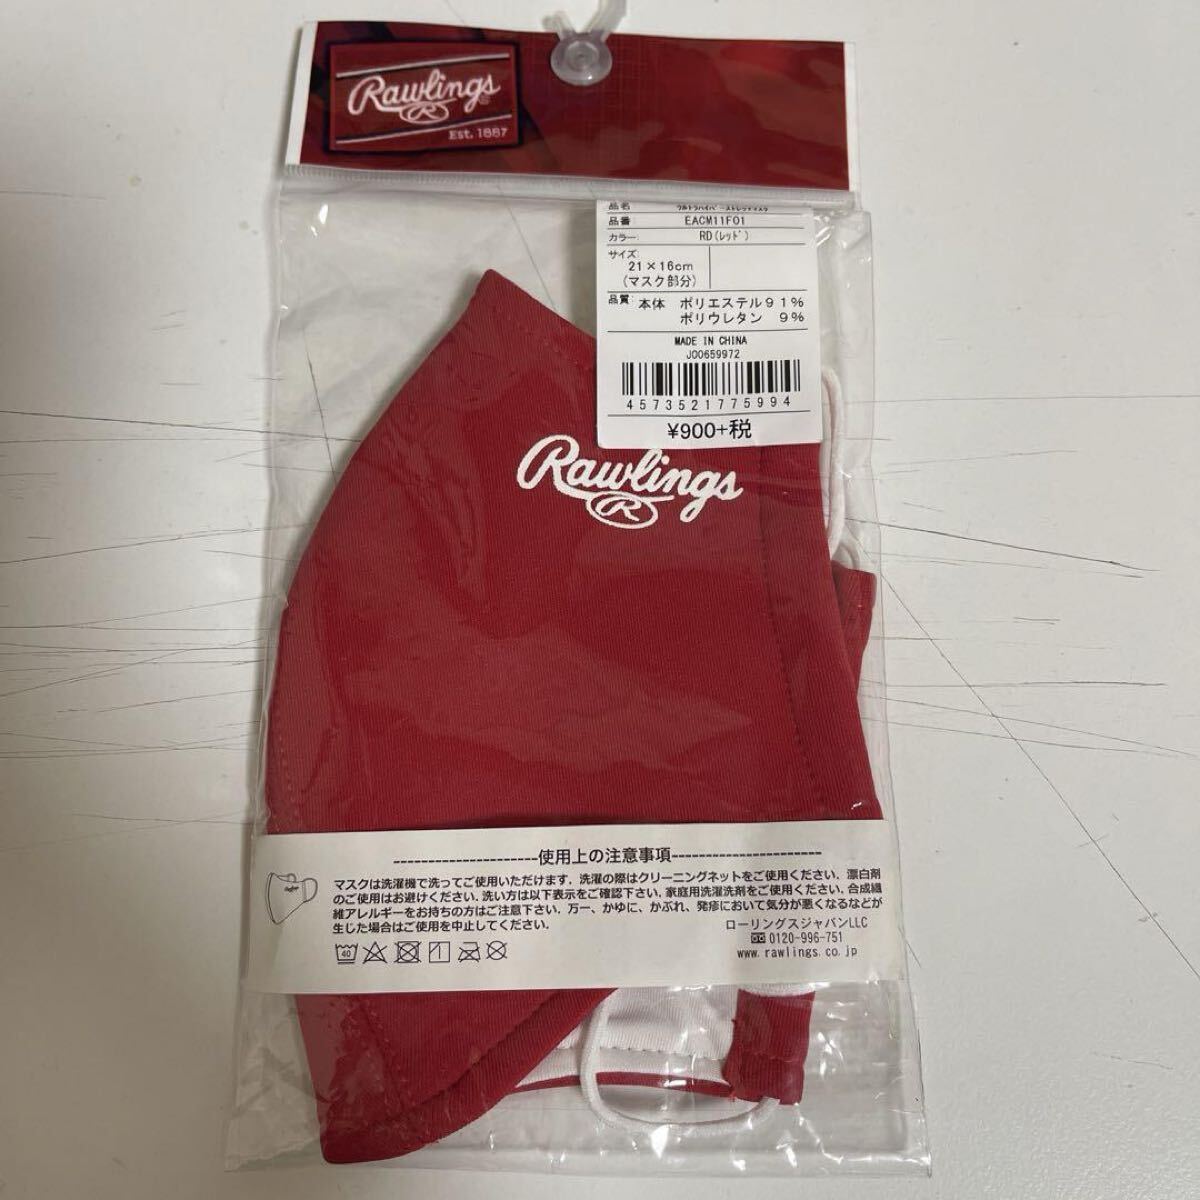 Rawlings
R
Est. 1887
品名 ウルトラハイパーストレッチマスク
品番 EACM11F01
カラー: RD(ﾚｯﾄﾞ)
サイズ:
21×16cm
(マスク部分)
品質: 本体 ポリエステル91%
ポリウレタン 9%
MADE IN CHINA
J00659972
4573521775994
¥900+税
Rawlings
R
使用上の注意事項
マスクは洗濯機で洗ってご使用いただけます．洗濯の際はクリーニングネットをご使用ください．漂白剤
のご使用はお避けください．洗い方は以下表示をご確認下さい．家庭用洗濯洗剤をご使用ください．合成繊
維アレルギーをお持ちの方はご注意下さい．万一、かゆみ、かぶれ、発疹において気分が悪くなるなどが
生じた場合はご使用を中止してください．
40
ローリングスジャパンLLC
0120-996-751
www.rawlings.co.jp